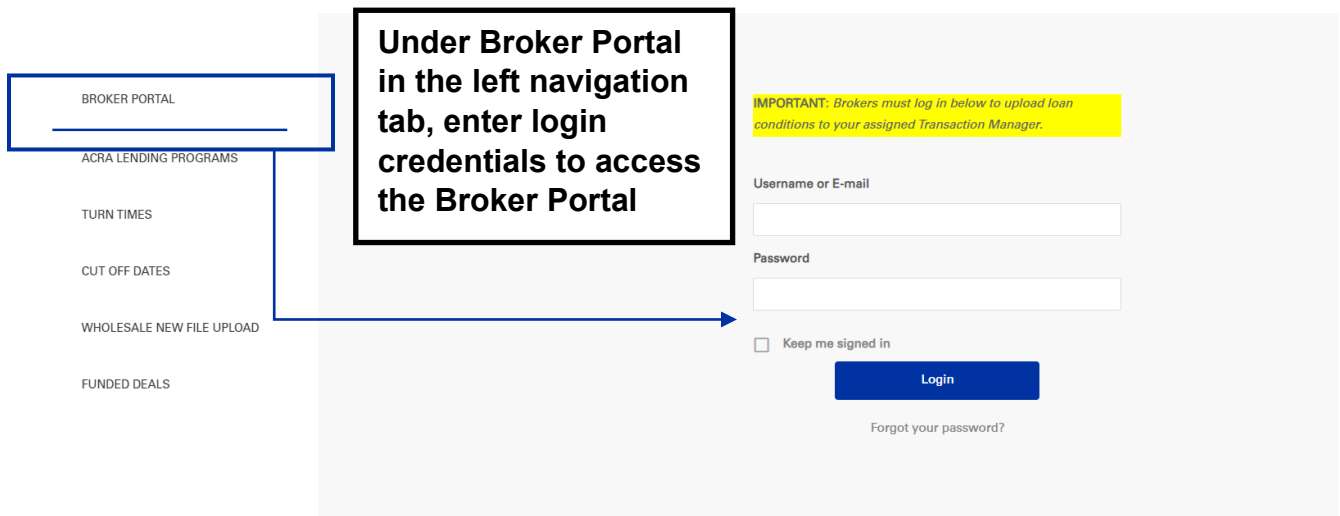 BROKER PORTAL
ACRA LENDING PROGRAMS
TURN TIMES
CUT OFF DATES
WHOLESALE NEW FILE UPLOAD
FUNDED DEALS
Under Broker Portal
in the left navigation
tab, enter login
credentials to access
the Broker Portal
IMPORTANT: Brokers must log in below to upload loan
conditions to your assigned Transaction Manager.
Username or E-mail
Password
Keep me signed in
Login
Forgot your password?